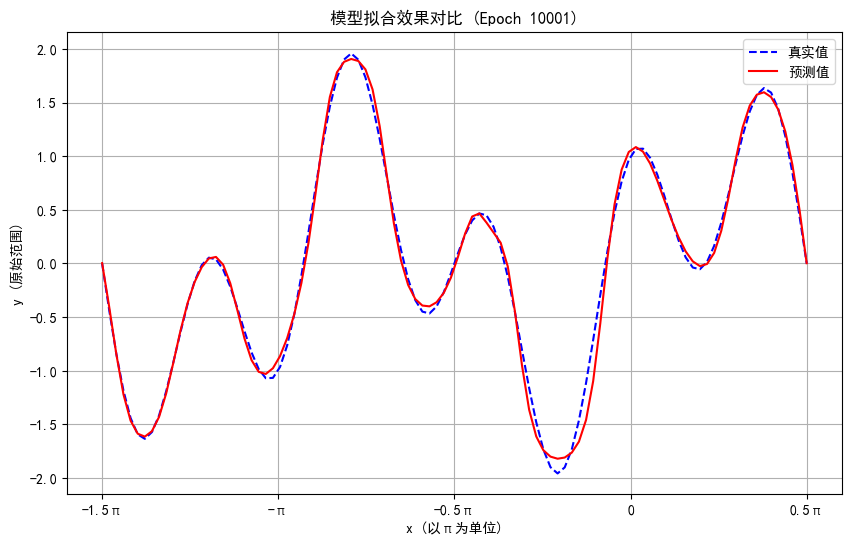 模型拟合效果对比 (Epoch 10001)
真实值
预测值
y (原始范围)
2.0
1.5
1.0
0.5
0.0
-0.5
-1.0
-1.5
-2.0
-1.5π
-π
-0.5π
0
0.5π
x (以π为单位)